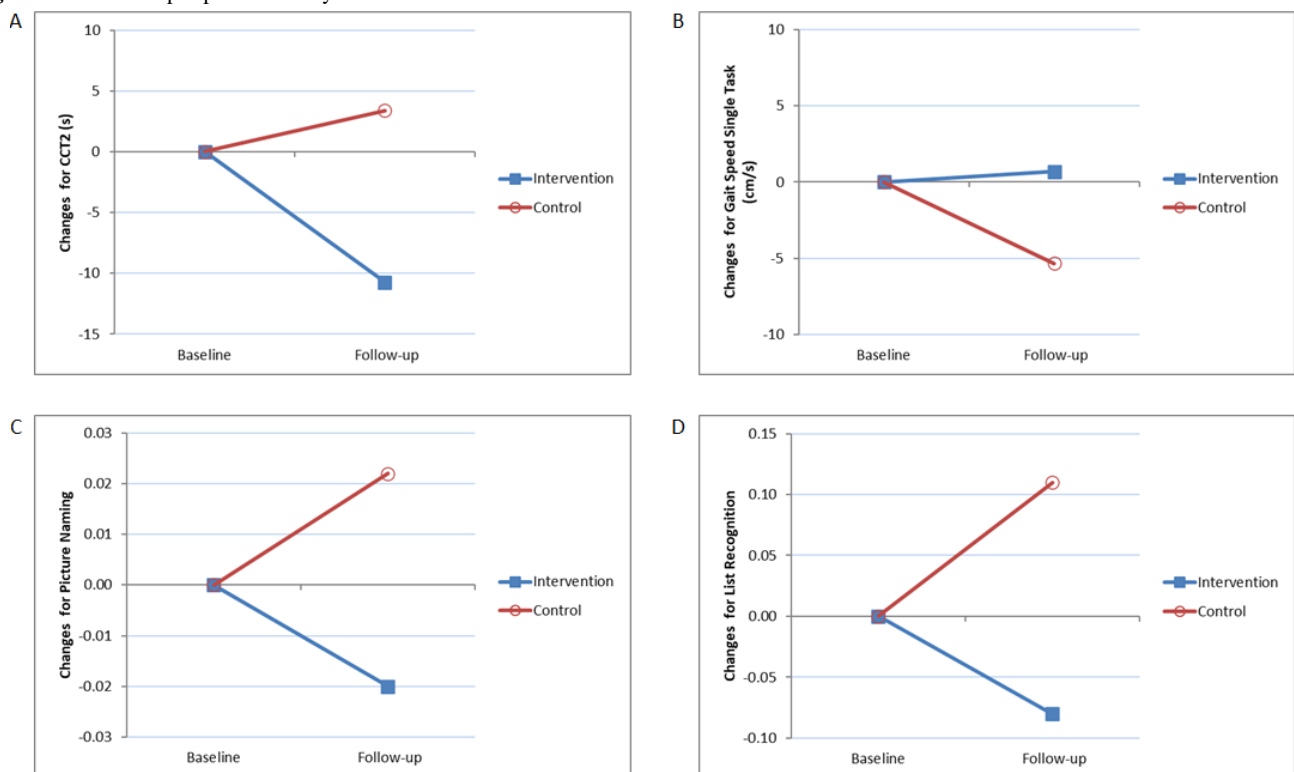 A
Changes for CCT2 (s)
10
5
0
-5
-10
-15
Baseline
Follow-up
Intervention
Control
B
Changes for Gait Speed Single Task
(cm/s)
10
5
0
-5
-10
Baseline
Follow-up
Intervention
Control
C
Changes for Picture Naming
0.03
0.02
0.01
0.00
-0.01
-0.02
-0.03
Baseline
Follow-up
Intervention
Control
D
Changes for List Recognition
0.15
0.10
0.05
0.00
-0.05
-0.10
Baseline
Follow-up
Intervention
Control